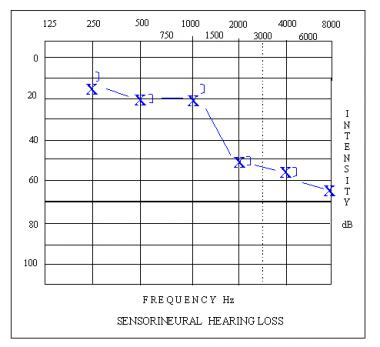 125 250 500 1000 2000 4000 8000
750 1500 3000 6000
0
20
40
60
80
100
X X X X X X X
] ] ] ] ]
I
N
T
E
N
S
I
T
Y
dB
FREQUENCY Hz
SENSORINEURAL HEARING LOSS